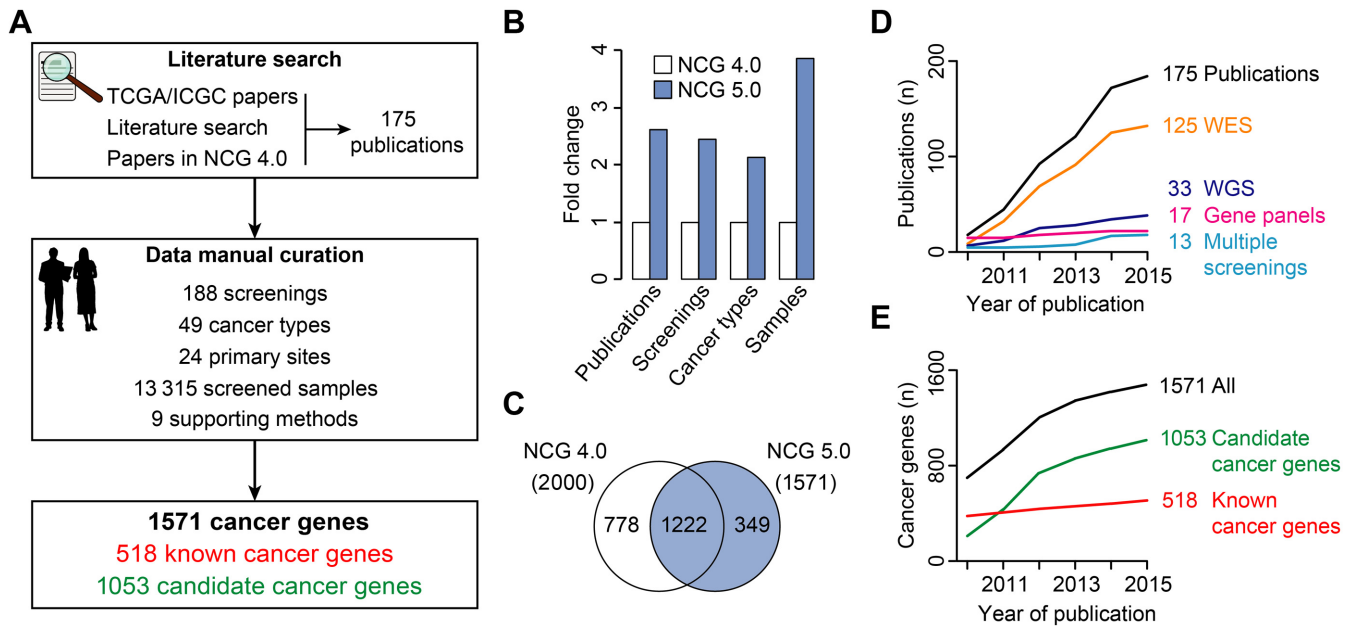 A
Literature search
TCGA/ICGC papers
Literature search
Papers in NCG 4.0
175
publications
Data manual curation
188 screenings
49 cancer types
24 primary sites
13 315 screened samples
9 supporting methods
1571 cancer genes
518 known cancer genes
1053 candidate cancer genes
B
Fold change
0
1
2
3
4
NCG 4.0
NCG 5.0
Publications
Screenings
Cancer types
Samples
C
NCG 4.0
(2000)
NCG 5.0
(1571)
778
1222
349
D
Publications (n)
0
100
200
2011
2013
2015
Year of publication
175 Publications
125 WES
33 WGS
17 Gene panels
13 Multiple
screenings
E
Cancer genes (n)
0
800
1600
2011
2013
2015
Year of publication
1571 All
1053 Candidate
cancer genes
518 Known
cancer genes